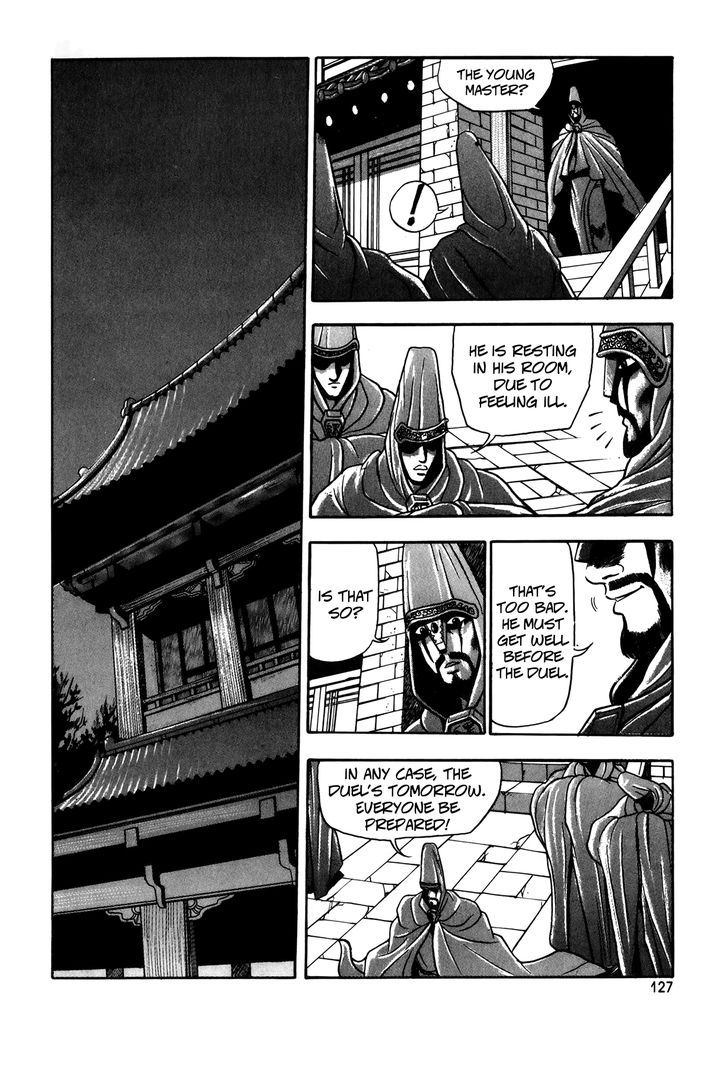 THE YOUNG
MASTER?
!
HE IS RESTING
IN HIS ROOM,
DUE TO
FEELING ILL.
THAT'S
TOO BAD.
HE MUST
GET WELL
BEFORE
THE DUEL.
IS THAT
SO?
IN ANY CASE, THE
DUEL'S TOMORROW.
EVERYONE BE
PREPARED!
127